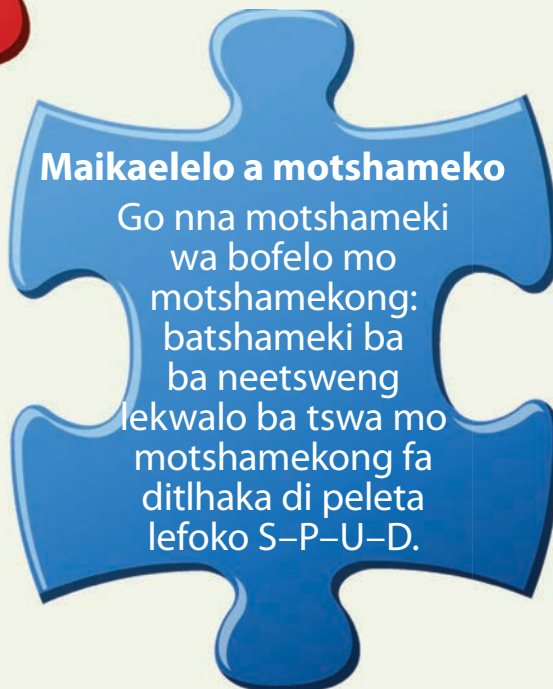 Maikaelelo a motshameko
Go nna motshameki
wa bofelo mo
motshamekong:
batshameki ba
ba neetsweng
lekwalo ba tswa mo
motshamekong fa
ditlhaka di peleta
lefoko S–P–U–D.